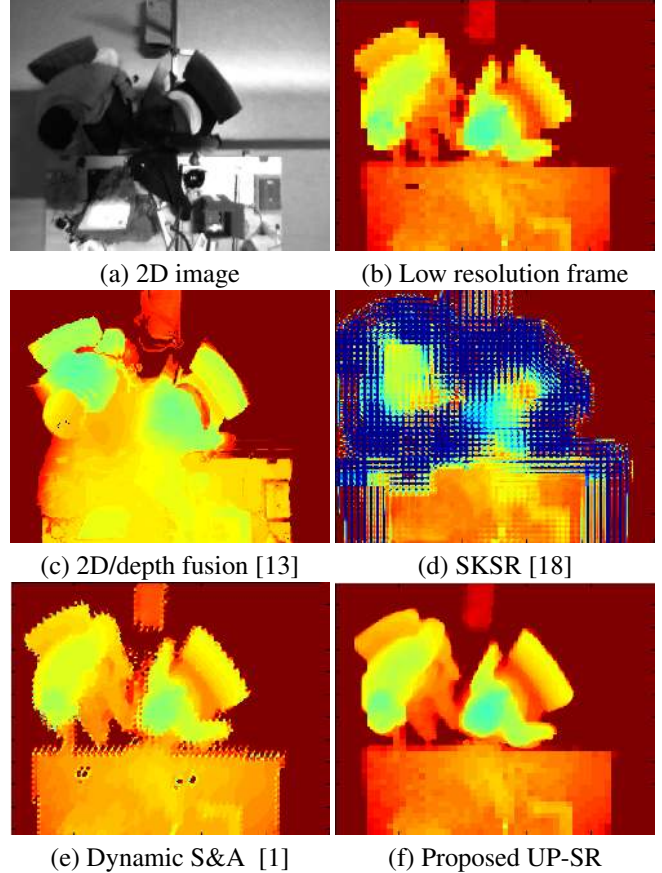 (a) 2D image
(b) Low resolution frame
(c) 2D/depth fusion [13]
(d) SKSR [18]
(e) Dynamic S&A [1]
(f) Proposed UP-SR